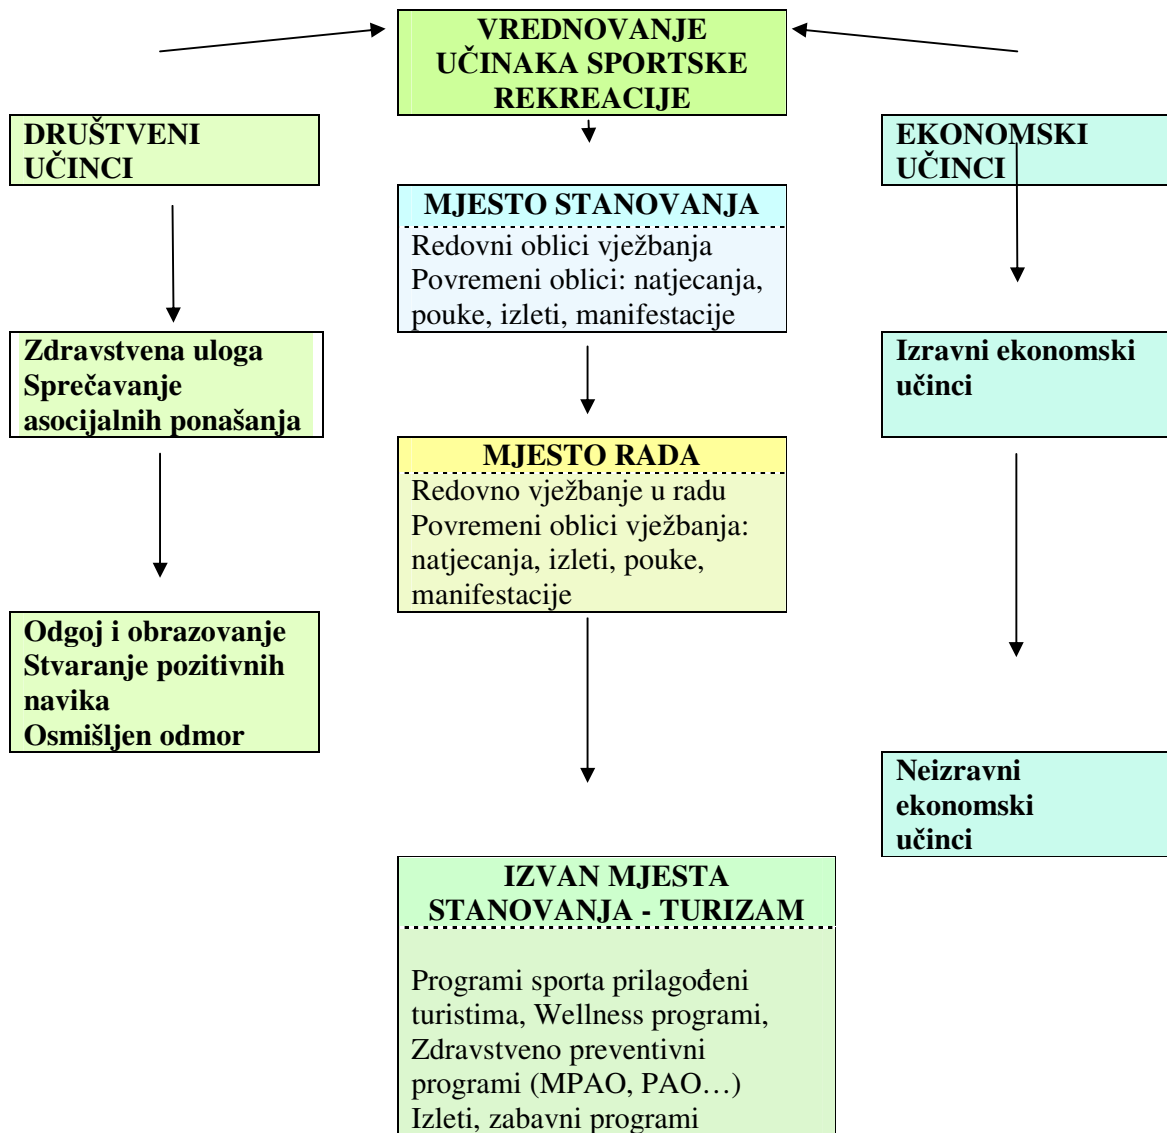 VREDNOVANJE
UČINAKA SPORTSKE
REKREACIJE
DRUŠTVENI
UČINCI
EKONOMSKI
UČINCI
MJESTO STANOVANJA
Redovni oblici vježbanja
Povremeni oblici: natjecanja,
pouke, izleti, manifestacije
Zdravstvena uloga
Sprečavanje
asocijalnih ponašanja
Izravni ekonomski
učinci
MJESTO RADA
Redovno vježbanje u radu
Povremeni oblici vježbanja:
natjecanja, izleti, pouke,
manifestacije
Odgoj i obrazovanje
Stvaranje pozitivnih
navika
Osmišljen odmor
Neizravni
ekonomski
učinci
IZVAN MJESTA
STANOVANJA - TURIZAM
Programi sporta prilagođeni
turistima, Wellness programi,
Zdravstveno preventivni
programi (MPAO, PAO…)
Izleti, zabavni programi